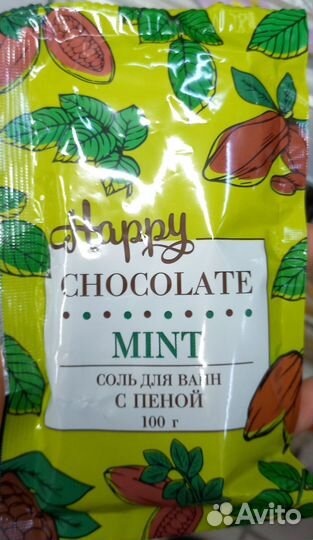 Happy
CHOCOLATE
MINT
СОЛЬ ДЛЯ ВАНН
С ПЕНОЙ
100 г
Avito